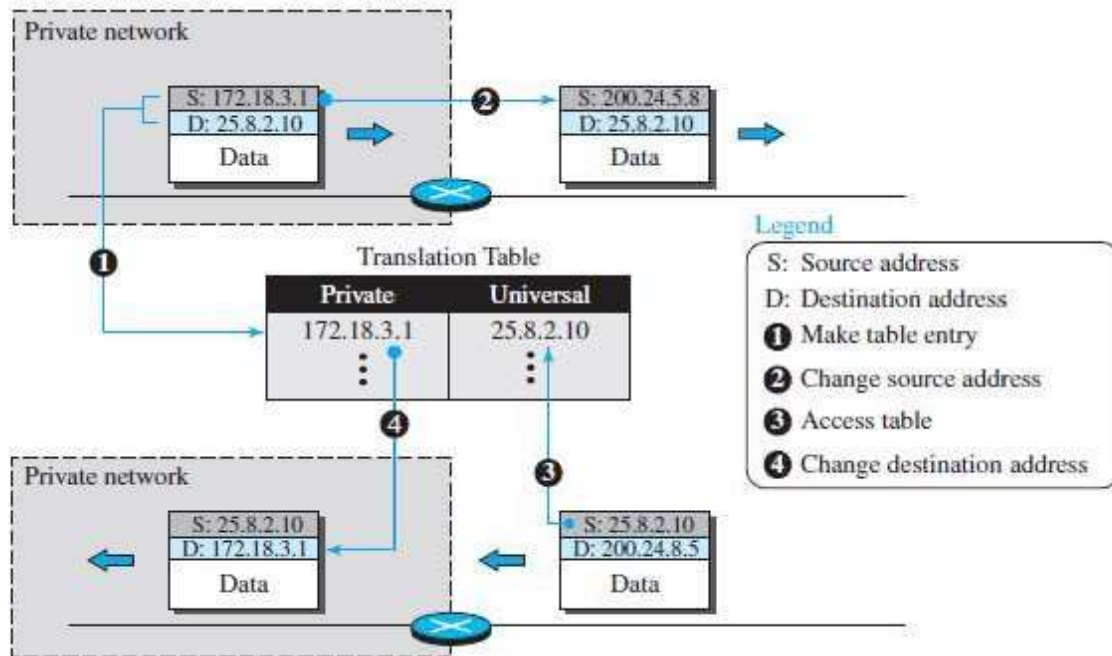 Private network
S: 172.18.3.1
D: 25.8.2.10
Data
2
S: 200.24.5.8
D: 25.8.2.10
Data
1
Translation Table
Private Universal
172.18.3.1 25.8.2.10
4
3
Legend
S: Source address
D: Destination address
1 Make table entry
2 Change source address
3 Access table
4 Change destination address
Private network
S: 25.8.2.10
D: 172.18.3.1
Data
S: 25.8.2.10
D: 200.24.8.5
Data